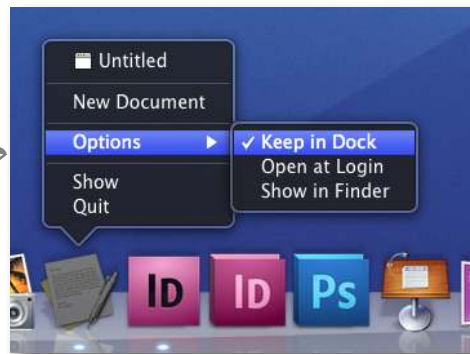 Untitled
New Document
Options
Show
Quit
Keep in Dock
Open at Login
Show in Finder
ID
ID
Ps